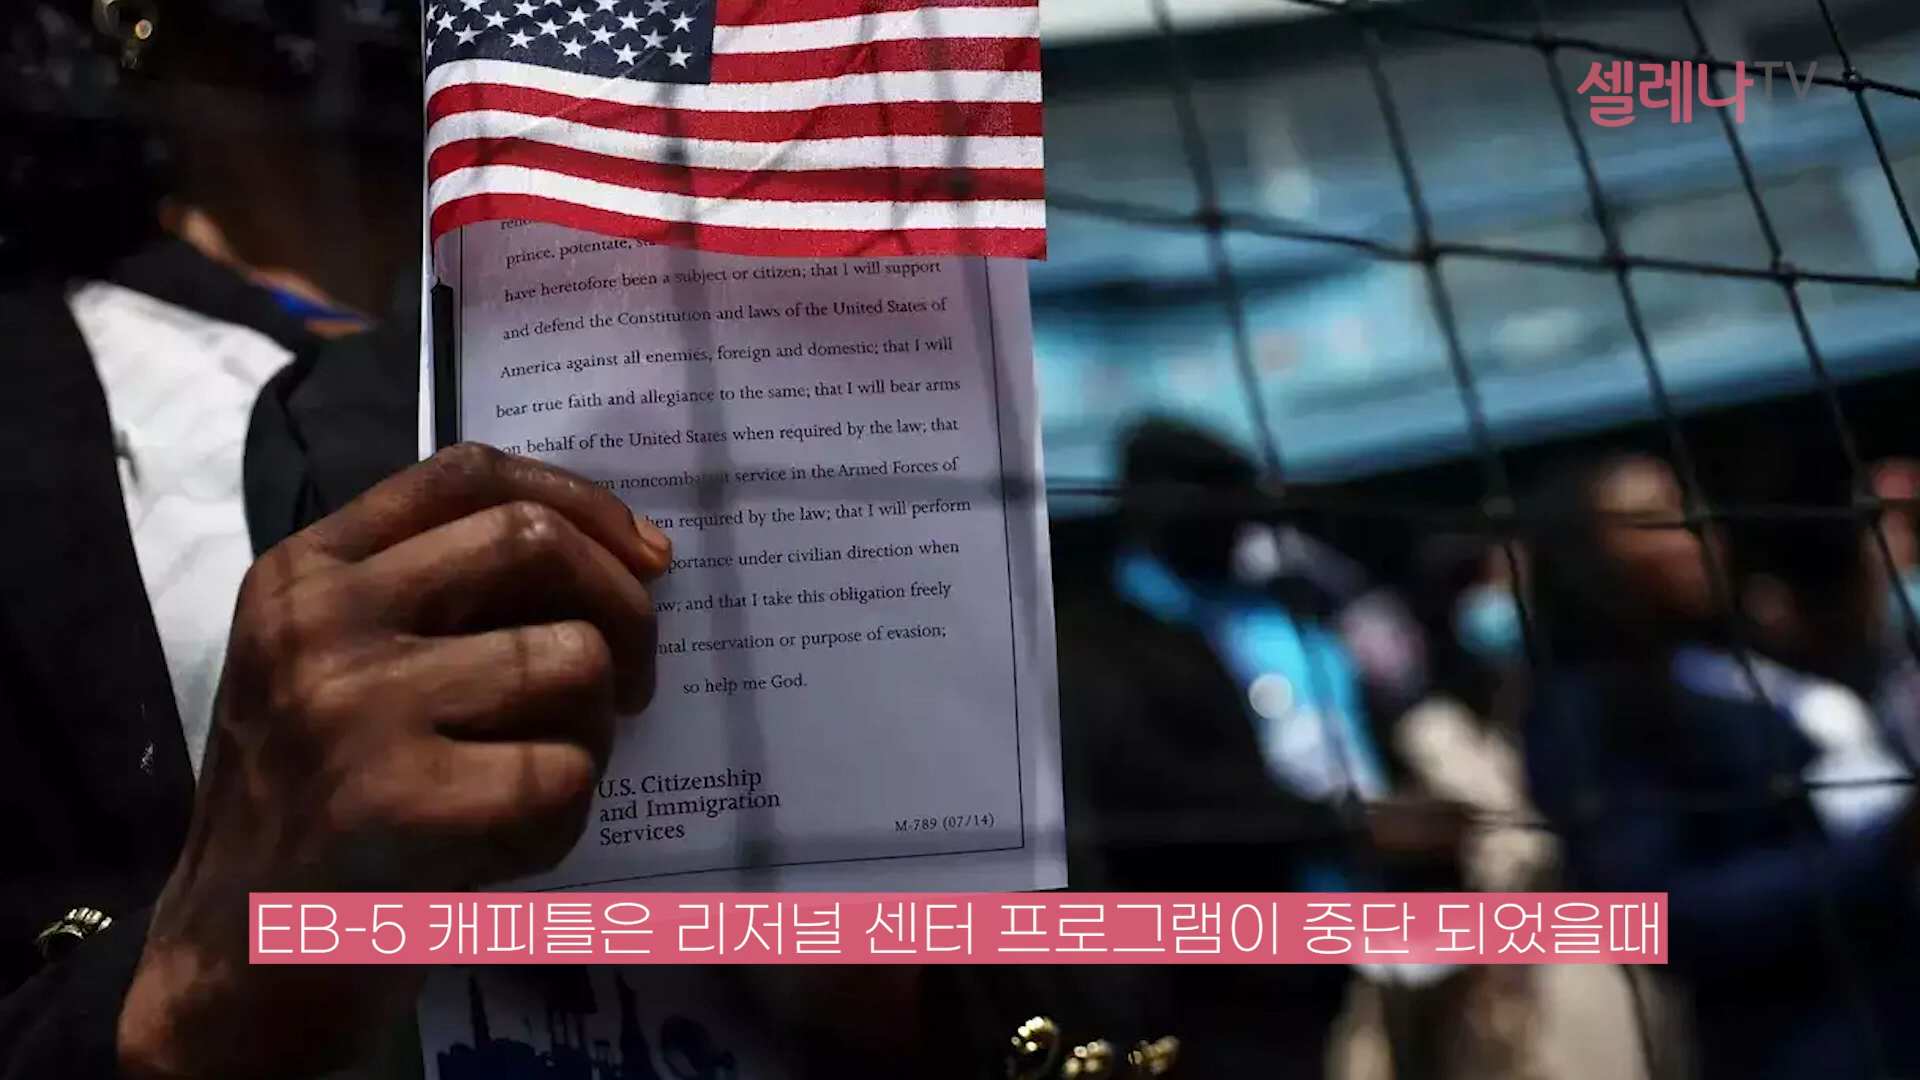 셀레나TV
prince, potentate,
have heretofore been a subject or citizen; that I will support
and defend the Constitution and laws of the United States of
America against all enemies, foreign and domestic; that I will
bear true faith and allegiance to the same; that I will bear arms
on behalf of the United States when required by the law; that
noncombatant service in the Armed Forces of
required by the law; that I will perform
under civilian direction when
and that I take this obligation freely
reservation or purpose of evasion;
so help me God.
U.S. Citizenship
and Immigration
Services
M-789 (07/14)
EB-5 캐피틀은 리저널 센터 프로그램이 중단 되었을때